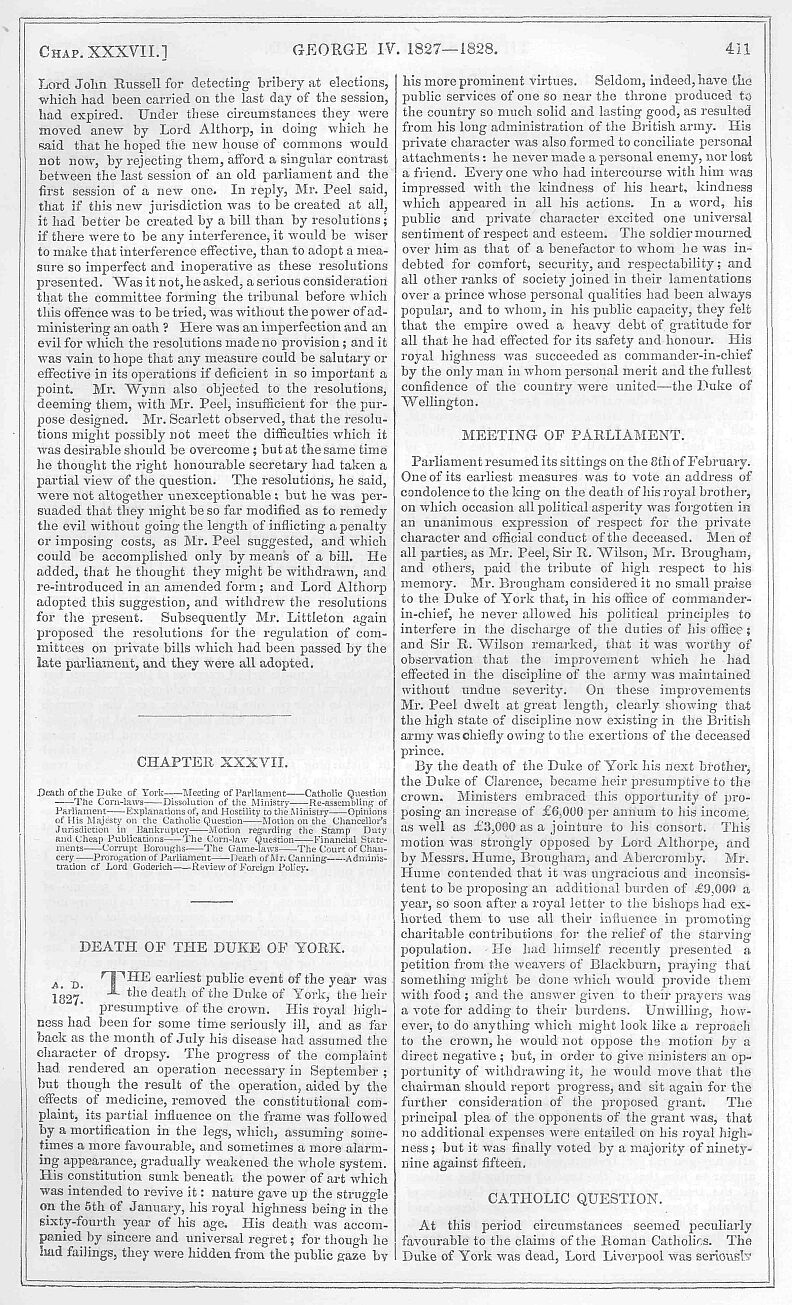 CHAP. XXXVII.]
GEORGE IV. 1827—1828.
411
Lord John Russell for detecting bribery at elections,
which had been carried on the last day of the session,
had expired. Under these circumstances they were
moved anew by Lord Althorp, in doing which he
said that he hoped the new house of commons would
not now, by rejecting them, afford a singular contrast
between the last session of an old parliament and the
first session of a new one. In reply, Mr. Peel said,
that if this new jurisdiction was to be created at all,
it had better be created by a bill than by resolutions;
if there were to be any interference, it would be wiser
to make that interference effective, than to adopt a mea-
sure so imperfect and inoperative as these resolutions
presented. Was it not, he asked, a serious consideration
that the committee forming the tribunal before which
this offence was to be tried, was without the power of ad-
ministering an oath? Here was an imperfection and an
evil for which the resolutions made no provision; and it
was vain to hope that any measure could be salutary or
effective in its operations if deficient in so important a
point. Mr. Wynn also objected to the resolutions,
deeming them, with Mr. Peel, insufficient for the pur-
pose designed. Mr. Scarlett observed, that the resolu-
tions might possibly not meet the difficulties which it
was desirable should be overcome; but at the same time
he thought the right honourable secretary had taken a
partial view of the question. The resolutions, he said,
were not altogether unexceptionable; but he was per-
suaded that they might be so far modified as to remedy
the evil without going the length of inflicting a penalty
or imposing costs, as Mr. Peel suggested, and which
could be accomplished only by means of a bill. He
added, that he thought they might be withdrawn, and
re-introduced in an amended form; and Lord Althorp
adopted this suggestion, and withdrew the resolutions
for the present. Subsequently Mr. Littleton again
proposed the resolutions for the regulation of com-
mittees on private bills which had been passed by the
late parliament, and they were all adopted.
CHAPTER XXXVII.
Death of the Duke of York——Meeting of Parliament——Catholic Question
——The Corn-laws——Dissolution of the Ministry——Re-assembling of
Parliament——Explanations of, and Hostility to the Ministry——Opinions
of His Majesty on the Catholic Question——Motion on the Chancellor's
Jurisdiction in Bankruptcy——Motion regarding the Stamp Duty
and Cheap Publications——The Corn-law Question——Financial State-
ments——Corrupt Boroughs——The Game-laws——The Court of Chan-
cery——Prorogation of Parliament——Death of Mr. Canning——Adminis-
tration of Lord Goderich——Review of Foreign Policy.
DEATH OF THE DUKE OF YORK.
A. D. 1827.
THE earliest public event of the year was
the death of the Duke of York, the heir
presumptive of the crown. His royal high-
ness had been for some time seriously ill, and as far
back as the month of July his disease had assumed the
character of dropsy. The progress of the complaint
had rendered an operation necessary in September;
but though the result of the operation, aided by the
effects of medicine, removed the constitutional com-
plaint, its partial influence on the frame was followed
by a mortification in the legs, which, assuming some-
times a more favourable, and sometimes a more alarm-
ing appearance, gradually weakened the whole system.
His constitution sunk beneath the power of art which
was intended to revive it: nature gave up the struggle
on the 5th of January, his royal highness being in the
sixty-fourth year of his age. His death was accom-
panied by sincere and universal regret; for though he
had failings, they were hidden from the public gaze by
his more prominent virtues. Seldom, indeed, have the
public services of one so near the throne produced to
the country so much solid and lasting good, as resulted
from his long administration of the British army. His
private character was also formed to conciliate personal
attachments: he never made a personal enemy, nor lost
a friend. Every one who had intercourse with him was
impressed with the kindness of his heart, kindness
which appeared in all his actions. In a word, his
public and private character excited one universal
sentiment of respect and esteem. The soldier mourned
over him as that of a benefactor to whom he was in-
debted for comfort, security, and respectability; and
all other ranks of society joined in their lamentations
over a prince whose personal qualities had been always
popular, and to whom, in his public capacity, they felt
that the empire owed a heavy debt of gratitude for
all that he had effected for its safety and honour. His
royal highness was succeeded as commander-in-chief
by the only man in whom personal merit and the fullest
confidence of the country were united—the Duke of
Wellington.
MEETING OF PARLIAMENT.
Parliament resumed its sittings on the 8th of February.
One of its earliest measures was to vote an address of
condolence to the king on the death of his royal brother,
on which occasion all political asperity was forgotten in
an unanimous expression of respect for the private
character and official conduct of the deceased. Men of
all parties, as Mr. Peel, Sir R. Wilson, Mr. Brougham,
and others, paid the tribute of high respect to his
memory. Mr. Brougham considered it no small praise
to the Duke of York that, in his office of commander-
in-chief, he never allowed his political principles to
interfere in the discharge of the duties of his office;
and Sir R. Wilson remarked, that it was worthy of
observation that the improvement which he had
effected in the discipline of the army was maintained
without undue severity. On these improvements
Mr. Peel dwelt at great length, clearly showing that
the high state of discipline now existing in the British
army was chiefly owing to the exertions of the deceased
prince.
By the death of the Duke of York his next brother,
the Duke of Clarence, became heir presumptive to the
crown. Ministers embraced this opportunity of pro-
posing an increase of £6,000 per annum to his income,
as well as £3,000 as a jointure to his consort. This
motion was strongly opposed by Lord Althorpe, and
by Messrs. Hume, Brougham, and Abercromby. Mr.
Hume contended that it was ungracious and inconsis-
tent to be proposing an additional burden of £9,000 a
year, so soon after a royal letter to the bishops had ex-
horted them to use all their influence in promoting
charitable contributions for the relief of the starving
population. He had himself recently presented a
petition from the weavers of Blackburn, praying that
something might be done which would provide them
with food; and the answer given to their prayers was
a vote for adding to their burdens. Unwilling, how-
ever, to do anything which might look like a reproach
to the crown, he would not oppose the motion by a
direct negative; but, in order to give ministers an op-
portunity of withdrawing it, he would move that the
chairman should report progress, and sit again for the
further consideration of the proposed grant. The
principal plea of the opponents of the grant was, that
no additional expenses were entailed on his royal high-
ness; but it was finally voted by a majority of ninety-
nine against fifteen.
CATHOLIC QUESTION.
At this period circumstances seemed peculiarly
favourable to the claims of the Roman Catholics. The
Duke of York was dead, Lord Liverpool was seriously